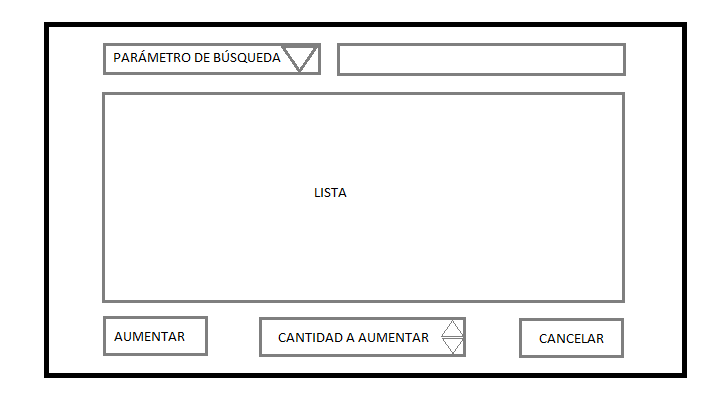 PARÁMETRO DE BÚSQUEDA
LISTA
AUMENTAR
CANTIDAD A AUMENTAR
CANCELAR